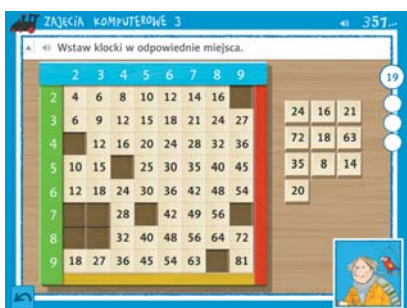 ZAJĘCIA KOMPUTEROWE 3
357...
Wstaw klocki w odpowiednie miejsca.
19
2 3 4 5 6 7 8 9
2 4 6 8 10 12 14 16
3 6 9 12 15 18 21 24 27
4 12 16 20 24 28 32 36
5 10 15 25 30 35 40 45
6 12 18 24 30 36 42 48 54
7 28 42 49 56
8 32 40 48 56 64 72
9 18 27 36 45 54 63 81
24 16 21
72 18 63
35 8 14
20